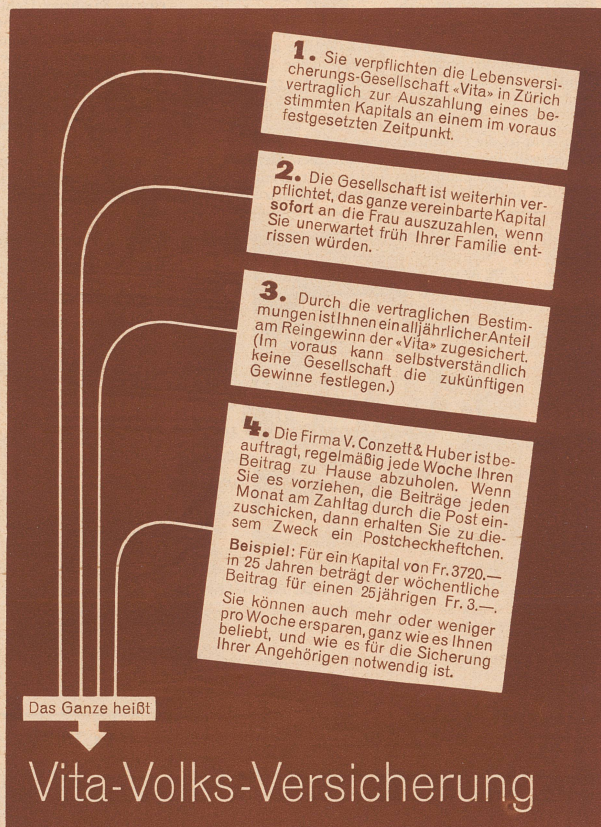 1. Sie verpflichten die Lebensversi-
cherungs-Gesellschaft «Vita» in Zürich
vertraglich zur Auszahlung eines be-
stimmten Kapitals an einem im voraus
festgesetzten Zeitpunkt.
2. Die Gesellschaft ist weiterhin ver-
pflichtet, das ganze vereinbarte Kapital
sofort an die Frau auszuzahlen, wenn
Sie unerwartet früh Ihrer Familie ent-
rissen würden.
3. Durch die vertraglichen Bestim-
mungen ist Ihnen ein alljährlicher Anteil
am Reingewinn der «Vita» zugesichert.
(Im voraus kann selbstverständlich
keine Gesellschaft die zukünftigen
Gewinne festlegen.)
4. Die Firma V. Conzett & Huber ist be-
auftragt, regelmäßig jede Woche Ihren
Beitrag zu Hause abzuholen. Wenn
Sie es vorziehen, die Beiträge jeden
Monat am Zahltag durch die Post ein-
zuschicken, dann erhalten Sie zu die-
sem Zweck ein Postcheckheftchen.
Beispiel: Für ein Kapital von Fr. 3720.—
in 25 Jahren beträgt der wöchentliche
Beitrag für einen 25jährigen Fr. 3.—.
Sie können auch mehr oder weniger
pro Woche ersparen, ganz wie es Ihnen
beliebt, und wie es für die Sicherung
Ihrer Angehörigen notwendig ist.
Das Ganze heißt
Vita-Volks-Versicherung